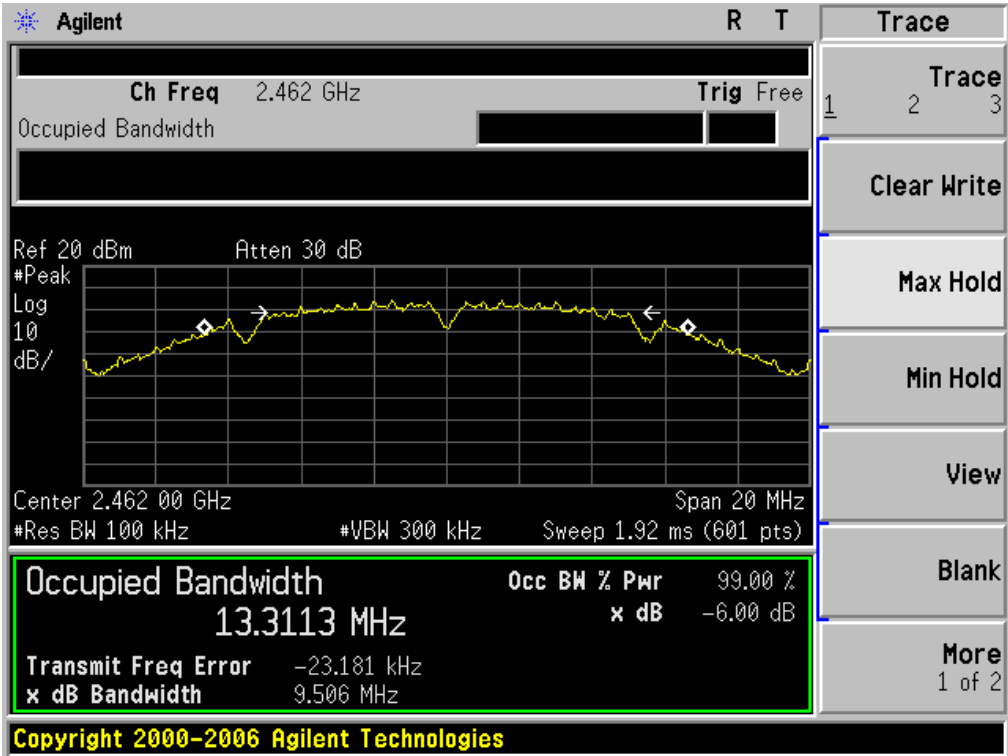 Agilent R T
Ch Freq 2.462 GHz Trig Free
Occupied Bandwidth
Ref 20 dBm Atten 30 dB
#Peak
Log
10
dB/
Center 2.462 00 GHz Span 20 MHz
#Res BW 100 kHz #VBW 300 kHz Sweep 1.92 ms (601 pts)
Occupied Bandwidth
13.3113 MHz
Occ BW % Pwr 99.00 %
x dB -6.00 dB
Transmit Freq Error -23.181 kHz
x dB Bandwidth 9.506 MHz
Copyright 2000-2006 Agilent Technologies
Trace
Trace
1 2 3
Clear Write
Max Hold
Min Hold
View
Blank
More
1 of 2